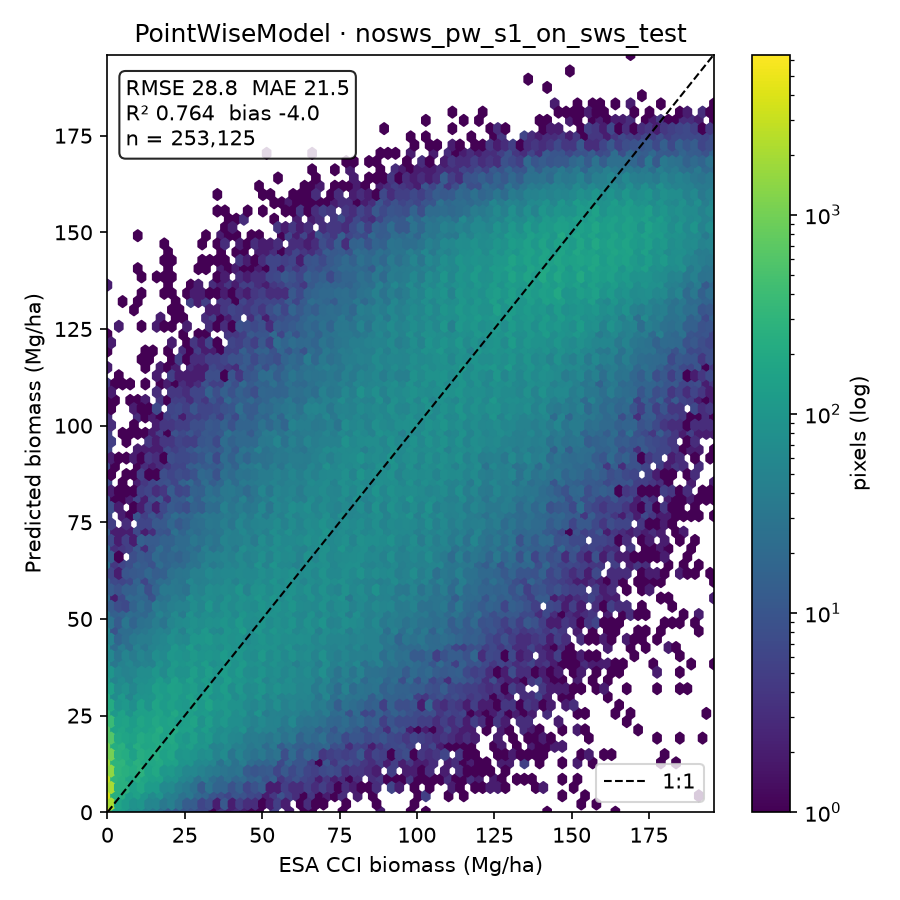 PointWiseModel · nosws_pw_s1_on_sws_test
RMSE 28.8  MAE 21.5
R² 0.764  bias -4.0
n = 253,125
175
150
125
100
75
50
25
0
Predicted biomass (Mg/ha)
0 25 50 75 100 125 150 175
ESA CCI biomass (Mg/ha)
1:1
10³
10²
10¹
10⁰
pixels (log)